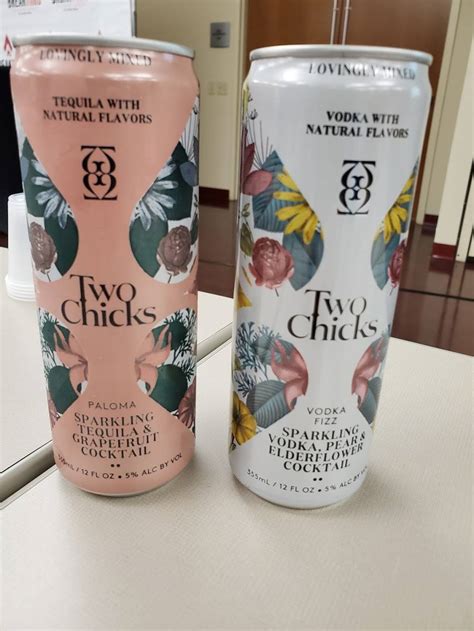 LOVINGLY MIXED
TEQUILA WITH
NATURAL FLAVORS
Two
Chicks
PALOMA
SPARKLING
TEQUILA &
GRAPEFRUIT
COCKTAIL
/ 12 FL OZ • 5% ALC BY VOL
LOVINGLY MIXED
VODKA WITH
NATURAL FLAVORS
Two
Chicks
VODKA
FIZZ
SPARKLING
VODKA, PEAR &
ELDERFLOWER
COCKTAIL
355mL / 12 FL OZ • 5% ALC BY VOL